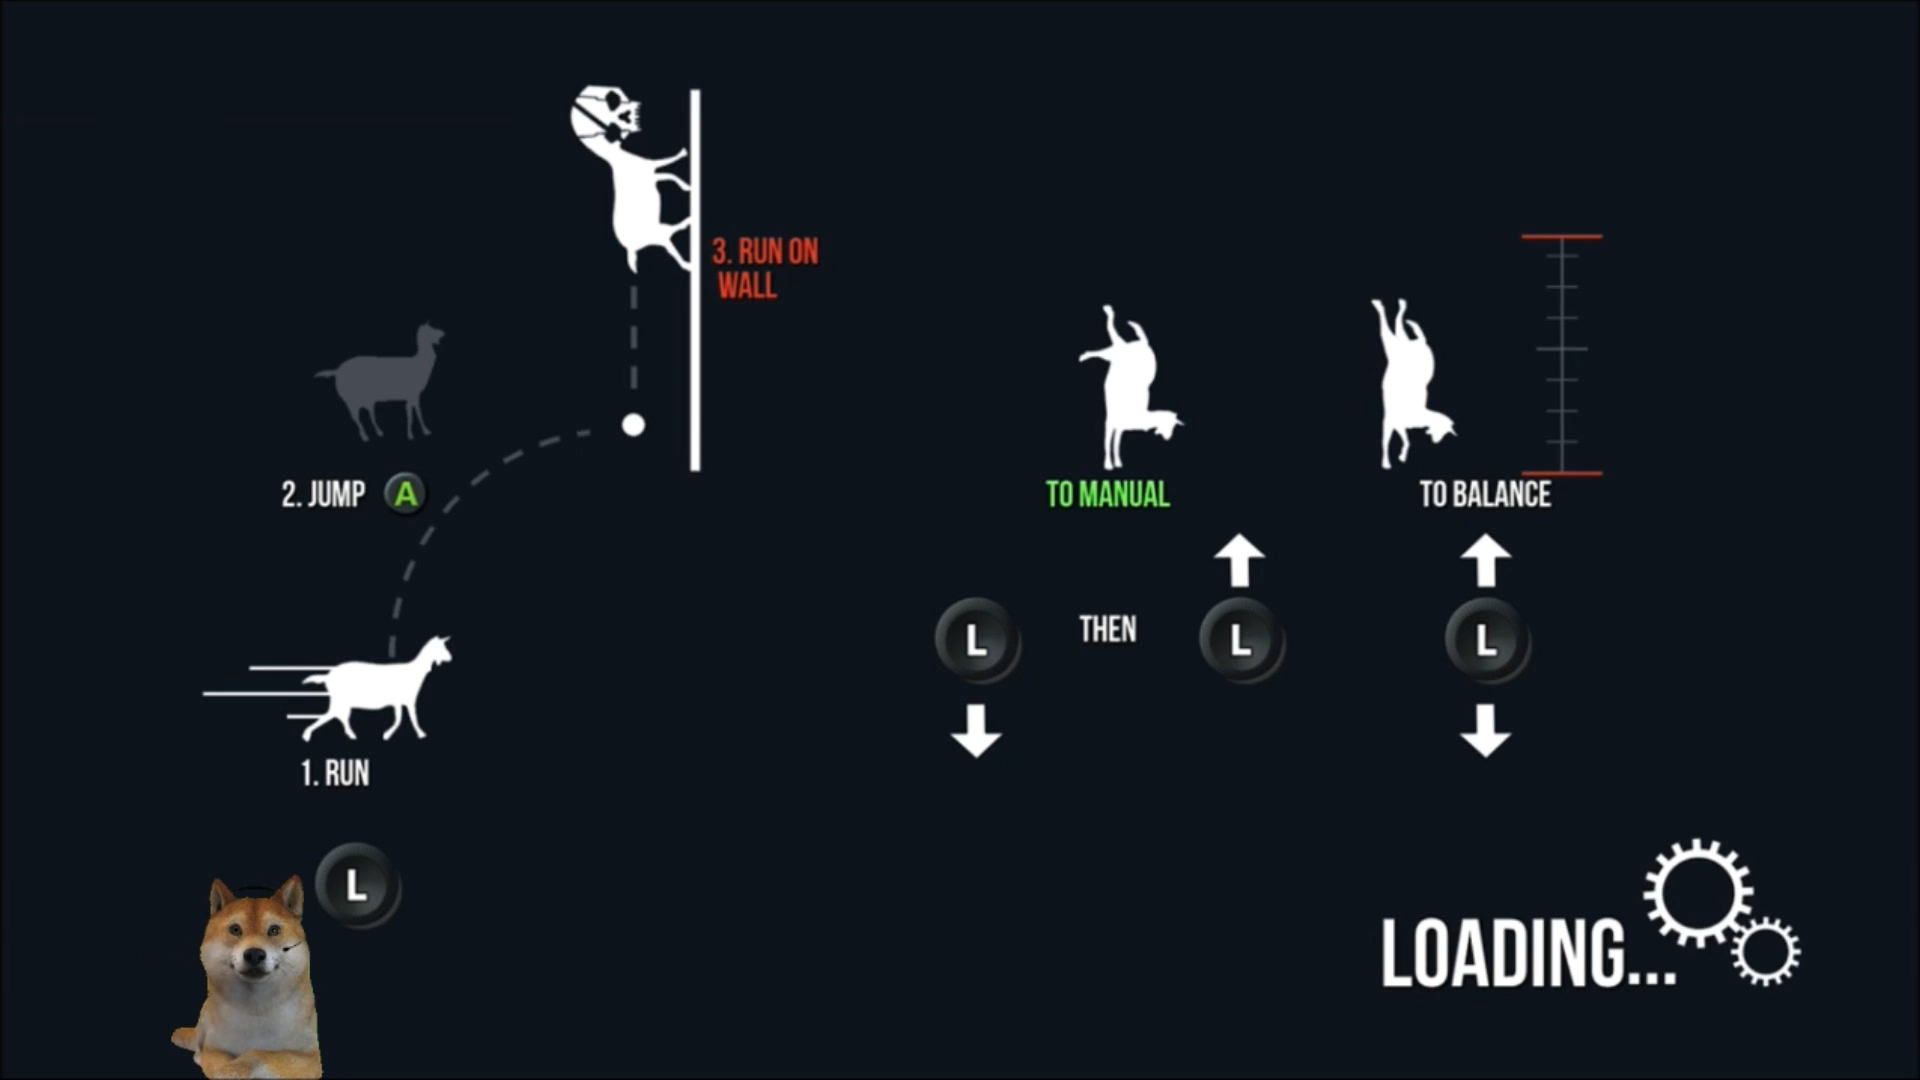 3. RUN ON
WALL
2. JUMP A
1. RUN
L
TO MANUAL
L THEN L
TO BALANCE
L
LOADING...